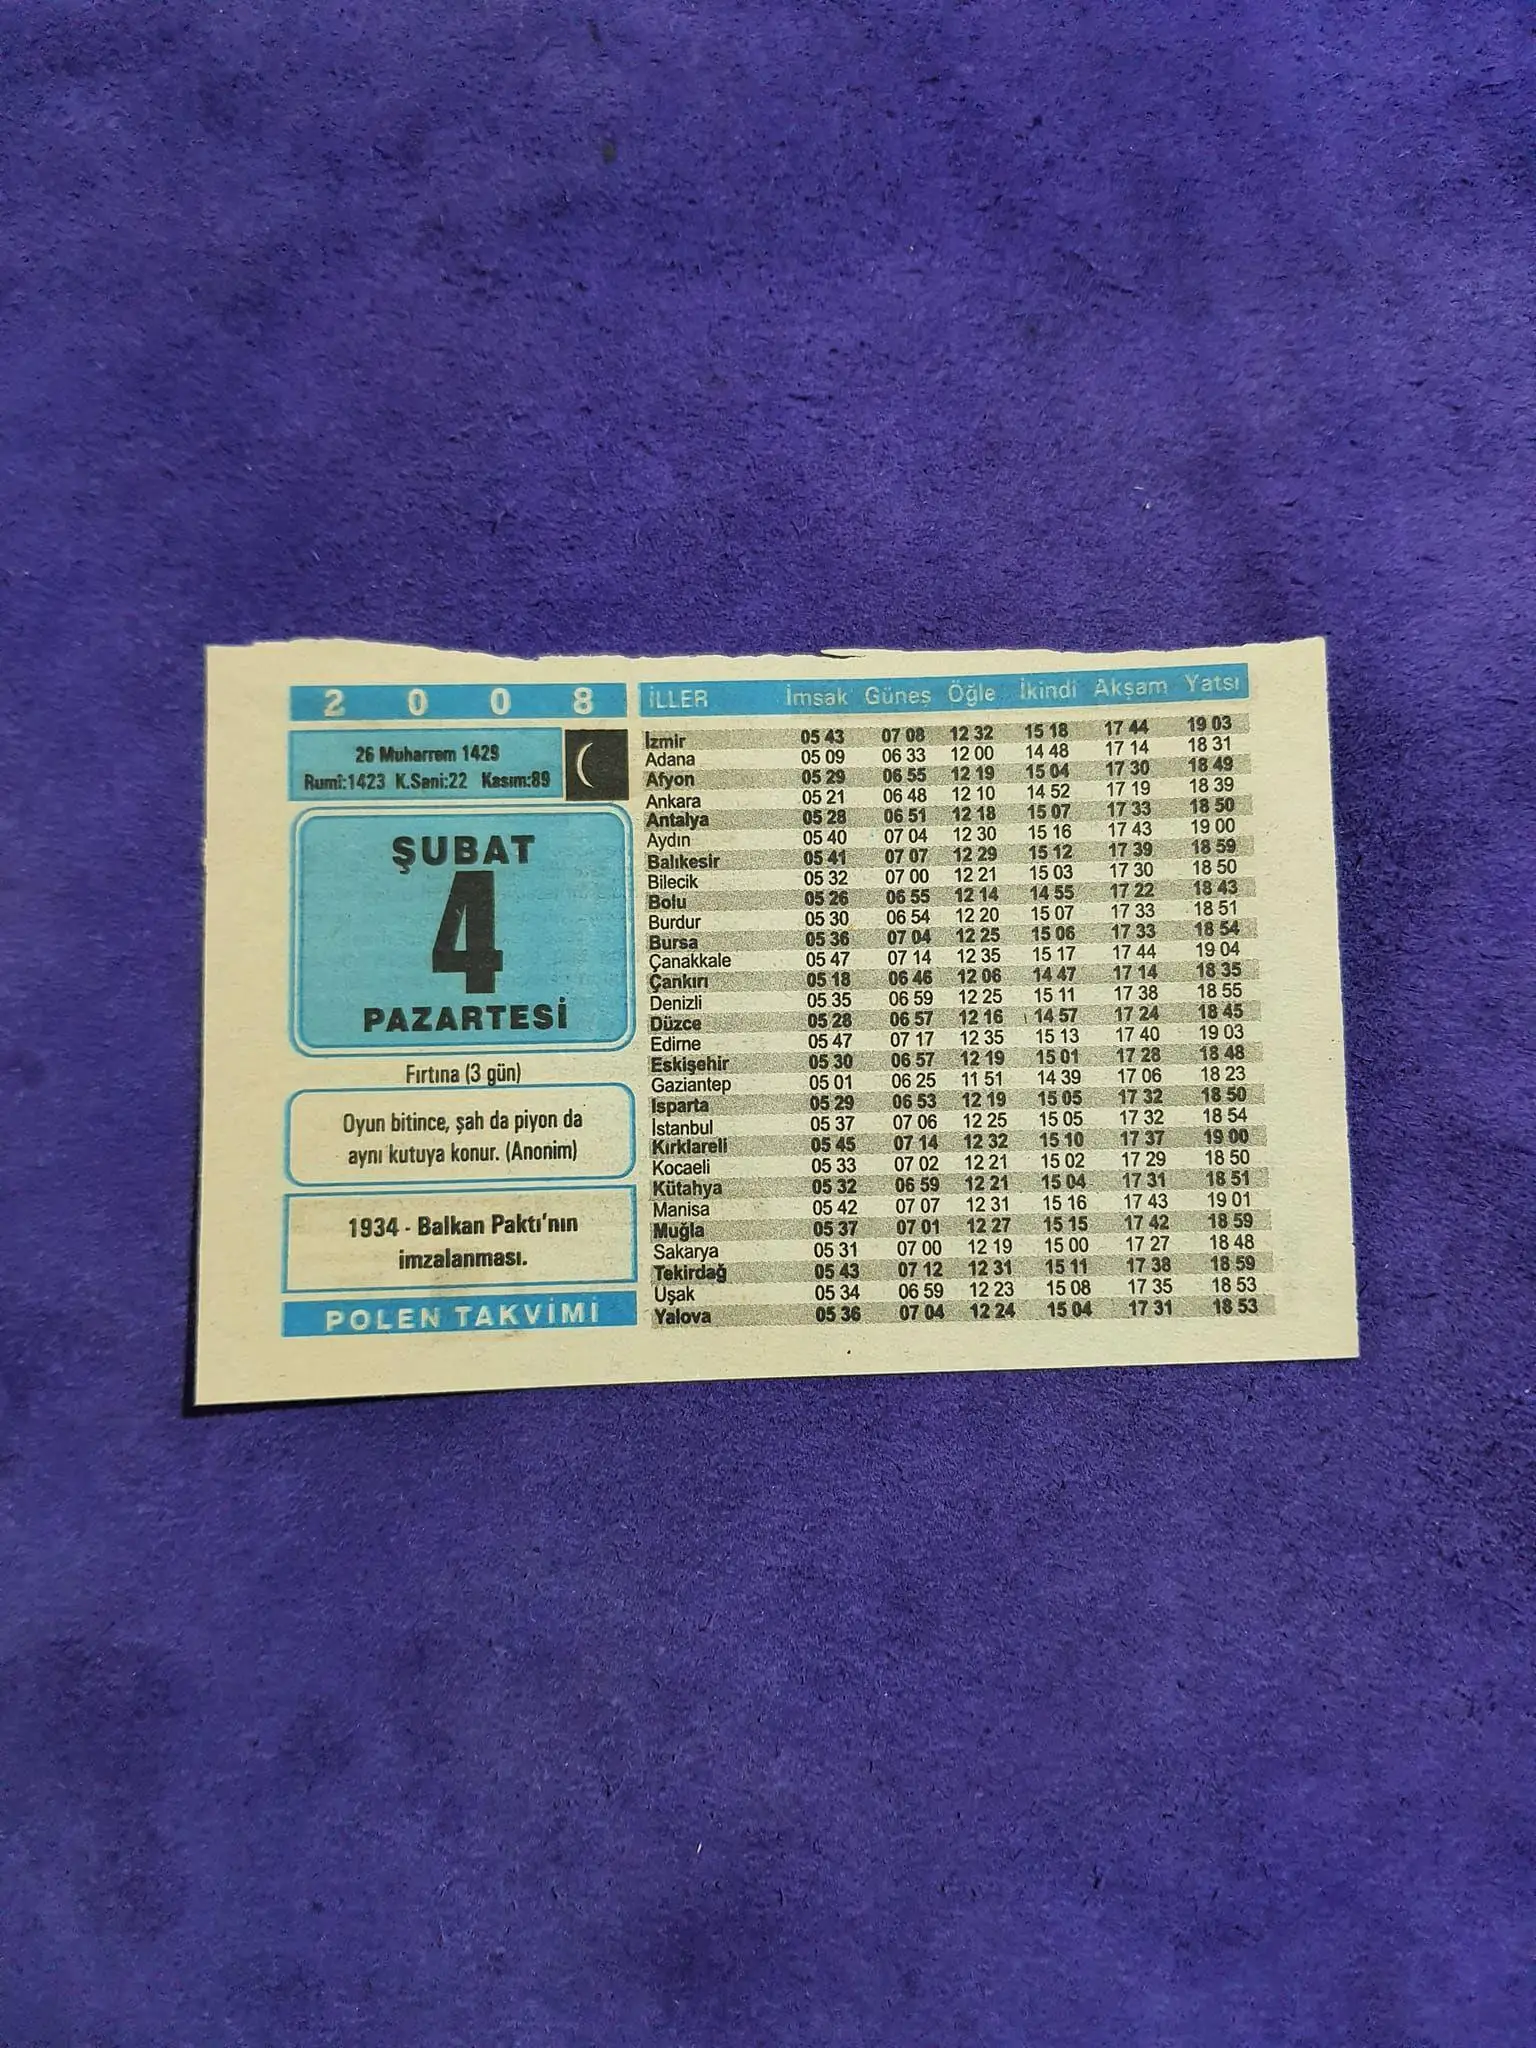 2 0 0 8
26 Muharrem 1429
Rumî:1423 K.Sani:22 Kasım:89
ŞUBAT
4
PAZARTESİ
Fırtına (3 gün)
Oyun bitince, şah da piyon da
aynı kutuya konur. (Anonim)
1934 - Balkan Paktı'nın
imzalanması.
POLEN TAKVİMİ
İLLER İmsak Güneş Öğle İkindi Akşam Yatsı
İzmir 05 43 07 08 12 32 15 18 17 44 19 03
Adana 05 09 06 33 12 00 14 48 17 14 18 31
Afyon 05 29 06 55 12 19 15 04 17 30 18 49
Ankara 05 21 06 48 12 10 14 52 17 19 18 39
Antalya 05 28 06 51 12 18 15 07 17 33 18 50
Aydın 05 40 07 04 12 30 15 16 17 43 19 00
Balıkesir 05 41 07 07 12 29 15 12 17 39 18 59
Bilecik 05 32 07 00 12 21 15 03 17 30 18 50
Bolu 05 26 06 55 12 14 14 55 17 22 18 43
Burdur 05 30 06 54 12 20 15 07 17 33 18 51
Bursa 05 36 07 04 12 25 15 06 17 33 18 54
Çanakkale 05 47 07 14 12 35 15 17 17 44 19 04
Çankırı 05 18 06 46 12 06 14 47 17 14 18 35
Denizli 05 35 06 59 12 25 15 11 17 38 18 55
Düzce 05 28 06 57 12 16 14 57 17 24 18 45
Edirne 05 47 07 17 12 35 15 13 17 40 19 03
Eskişehir 05 30 06 57 12 19 15 01 17 28 18 48
Gaziantep 05 01 06 25 11 51 14 39 17 06 18 23
Isparta 05 29 06 53 12 19 15 05 17 32 18 50
İstanbul 05 37 07 06 12 25 15 05 17 32 18 54
Kırklareli 05 45 07 14 12 32 15 10 17 37 19 00
Kocaeli 05 33 07 02 12 21 15 02 17 29 18 50
Kütahya 05 32 06 59 12 21 15 04 17 31 18 51
Manisa 05 42 07 07 12 31 15 16 17 43 19 01
Muğla 05 37 07 01 12 27 15 15 17 42 18 59
Sakarya 05 31 07 00 12 19 15 00 17 27 18 48
Tekirdağ 05 43 07 12 12 31 15 11 17 38 18 59
Uşak 05 34 06 59 12 23 15 08 17 35 18 53
Yalova 05 36 07 04 12 24 15 04 17 31 18 53